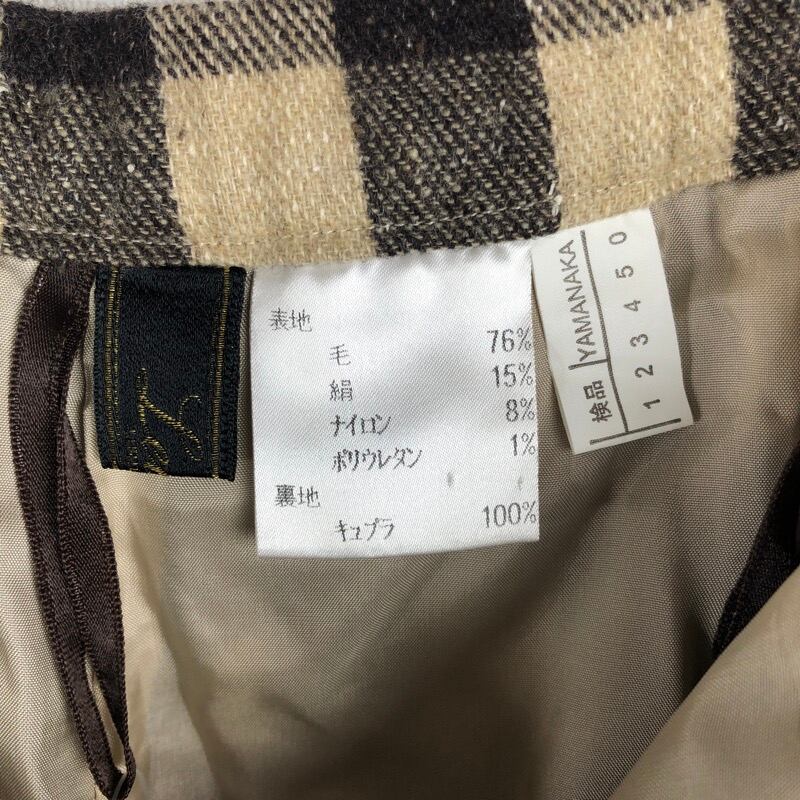 表地
毛 76%
絹 15%
ナイロン 8%
ポリウレタン 1%
裏地
キュプラ 100%
検品 YAMANAKA
1 2 3 4 5 0